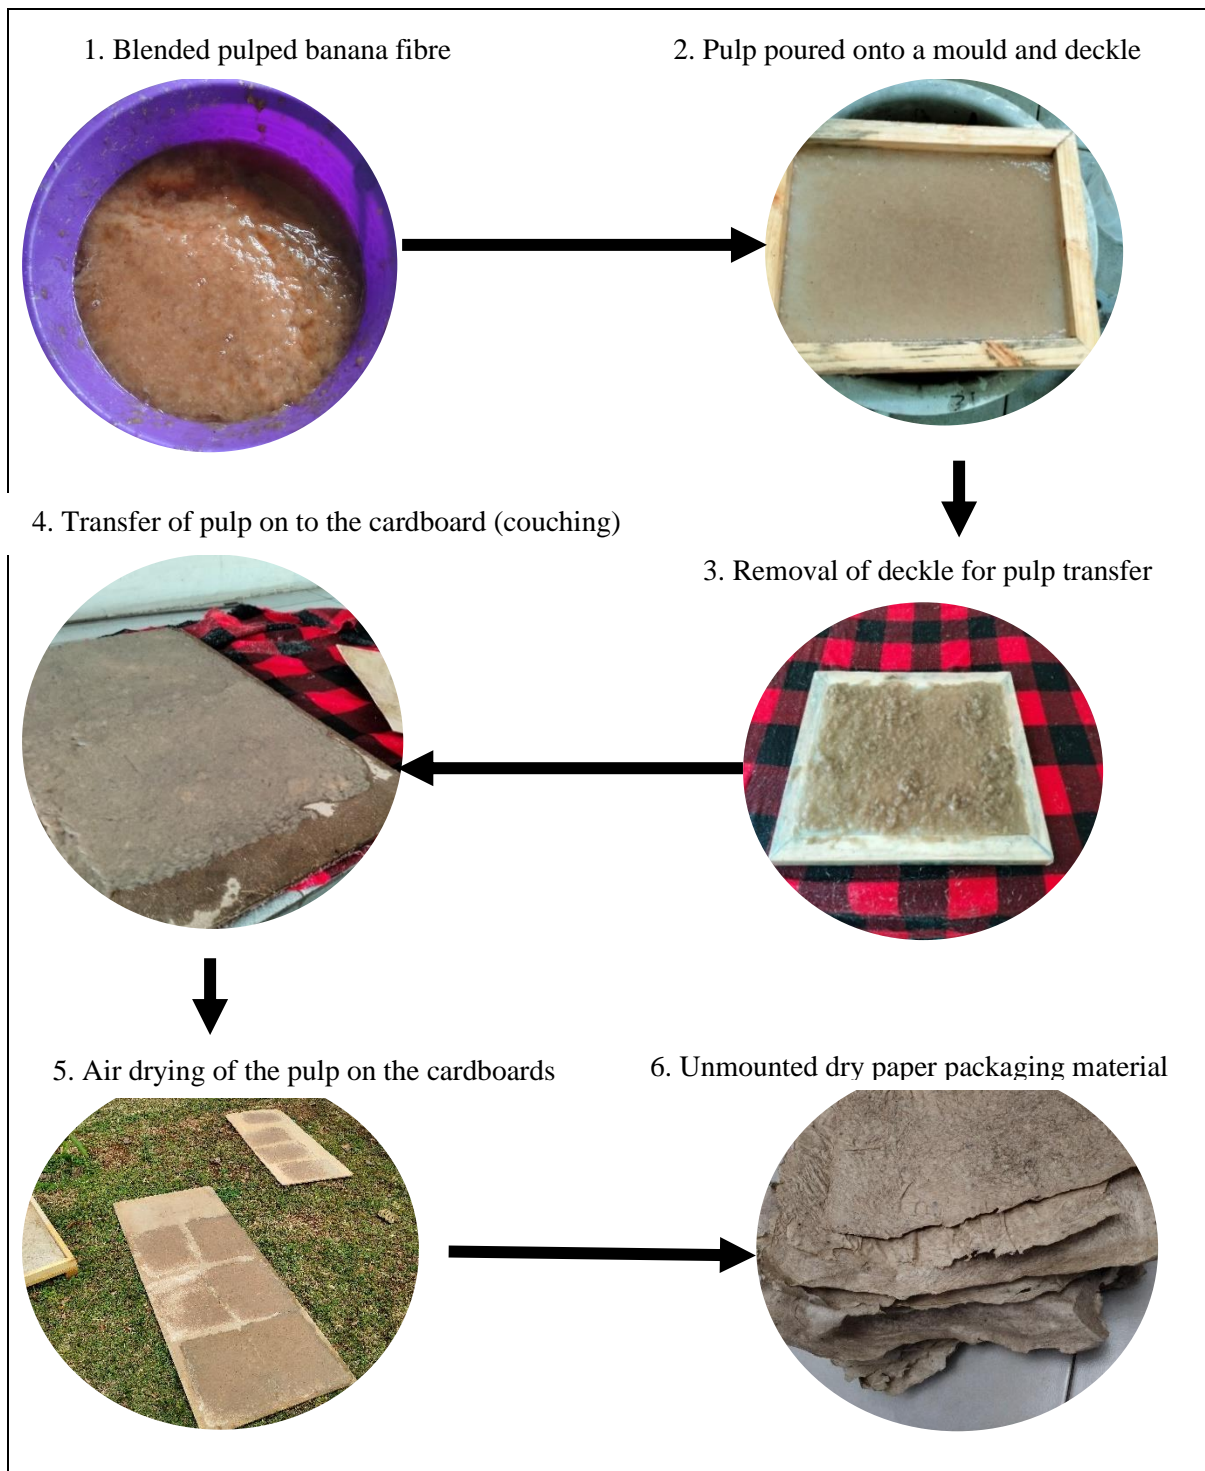 1. Blended pulped banana fibre
2. Pulp poured onto a mould and deckle
3. Removal of deckle for pulp transfer
4. Transfer of pulp on to the cardboard (couching)
5. Air drying of the pulp on the cardboards
6. Unmounted dry paper packaging material